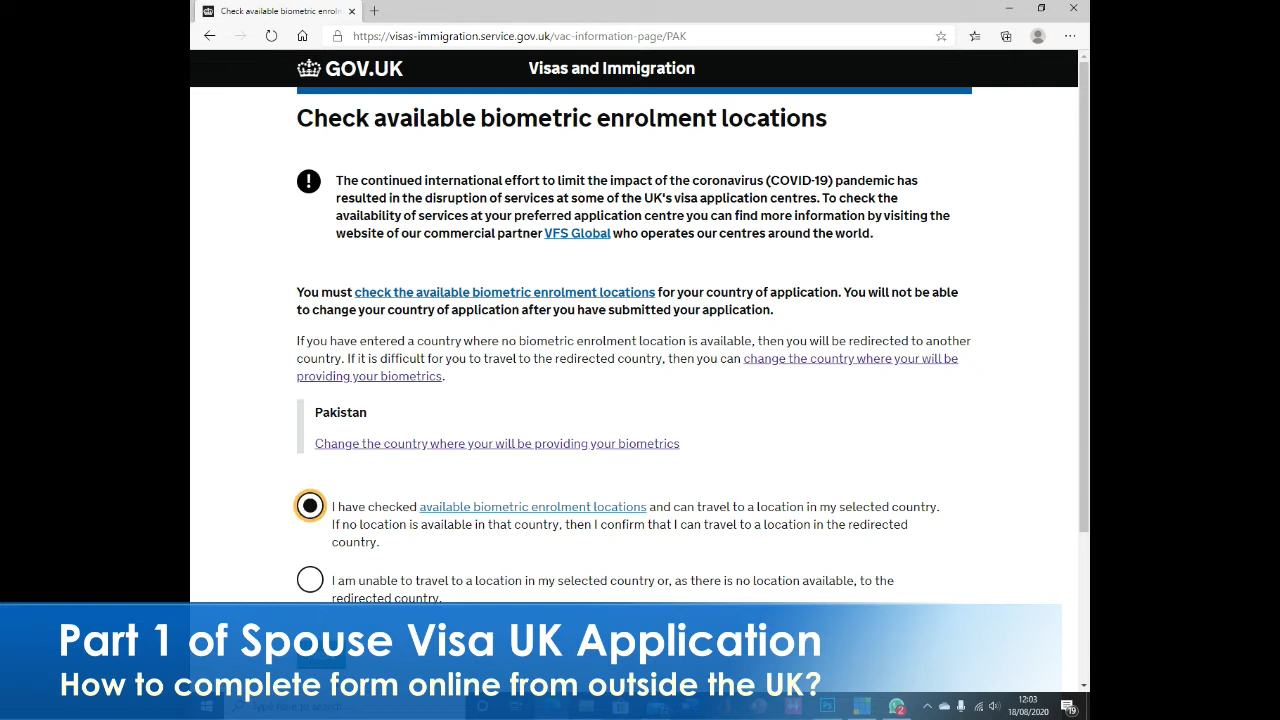 Check available biometric enroln
https://visas-immigration.service.gov.uk/vac-information-page/PAK
GOV.UK
Visas and Immigration
Check available biometric enrolment locations
The continued international effort to limit the impact of the coronavirus (COVID-19) pandemic has
resulted in the disruption of services at some of the UK's visa application centres. To check the
availability of services at your preferred application centre you can find more information by visiting the
website of our commercial partner VFS Global who operates our centres around the world.
You must check the available biometric enrolment locations for your country of application. You will not be able
to change your country of application after you have submitted your application.
If you have entered a country where no biometric enrolment location is available, then you will be redirected to another
country. If it is difficult for you to travel to the redirected country, then you can change the country where your will be
providing your biometrics.
Pakistan
Change the country where your will be providing your biometrics
I have checked available biometric enrolment locations and can travel to a location in my selected country.
If no location is available in that country, then I confirm that I can travel to a location in the redirected
country.
I am unable to travel to a location in my selected country or, as there is no location available, to the
redirected country.
Part 1 of Spouse Visa UK Application
How to complete form online from outside the UK?
Type here to search
12:03
18/08/2020
19